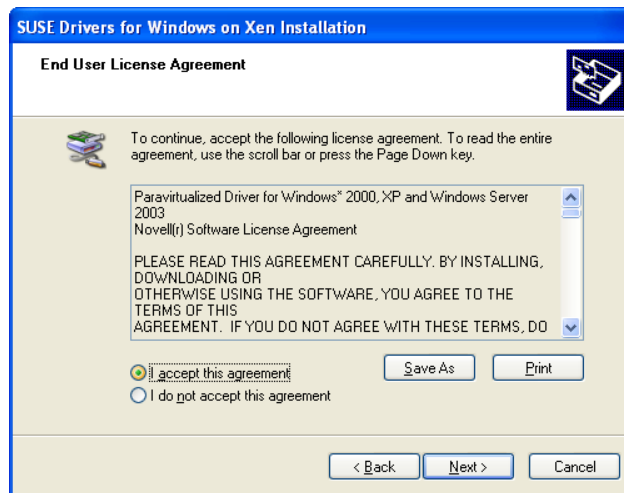 SUSE Drivers for Windows on Xen Installation
End User License Agreement
To continue, accept the following license agreement. To read the entire
agreement, use the scroll bar or press the Page Down key.
Paravirtualized Driver for Windows* 2000, XP and Windows Server
2003
Novell(r) Software License Agreement
PLEASE READ THIS AGREEMENT CAREFULLY. BY INSTALLING,
DOWNLOADING OR
OTHERWISE USING THE SOFTWARE, YOU AGREE TO THE
TERMS OF THIS
AGREEMENT.  IF YOU DO NOT AGREE WITH THESE TERMS, DO
I accept this agreement
I do not accept this agreement
Save As
Print
< Back
Next >
Cancel